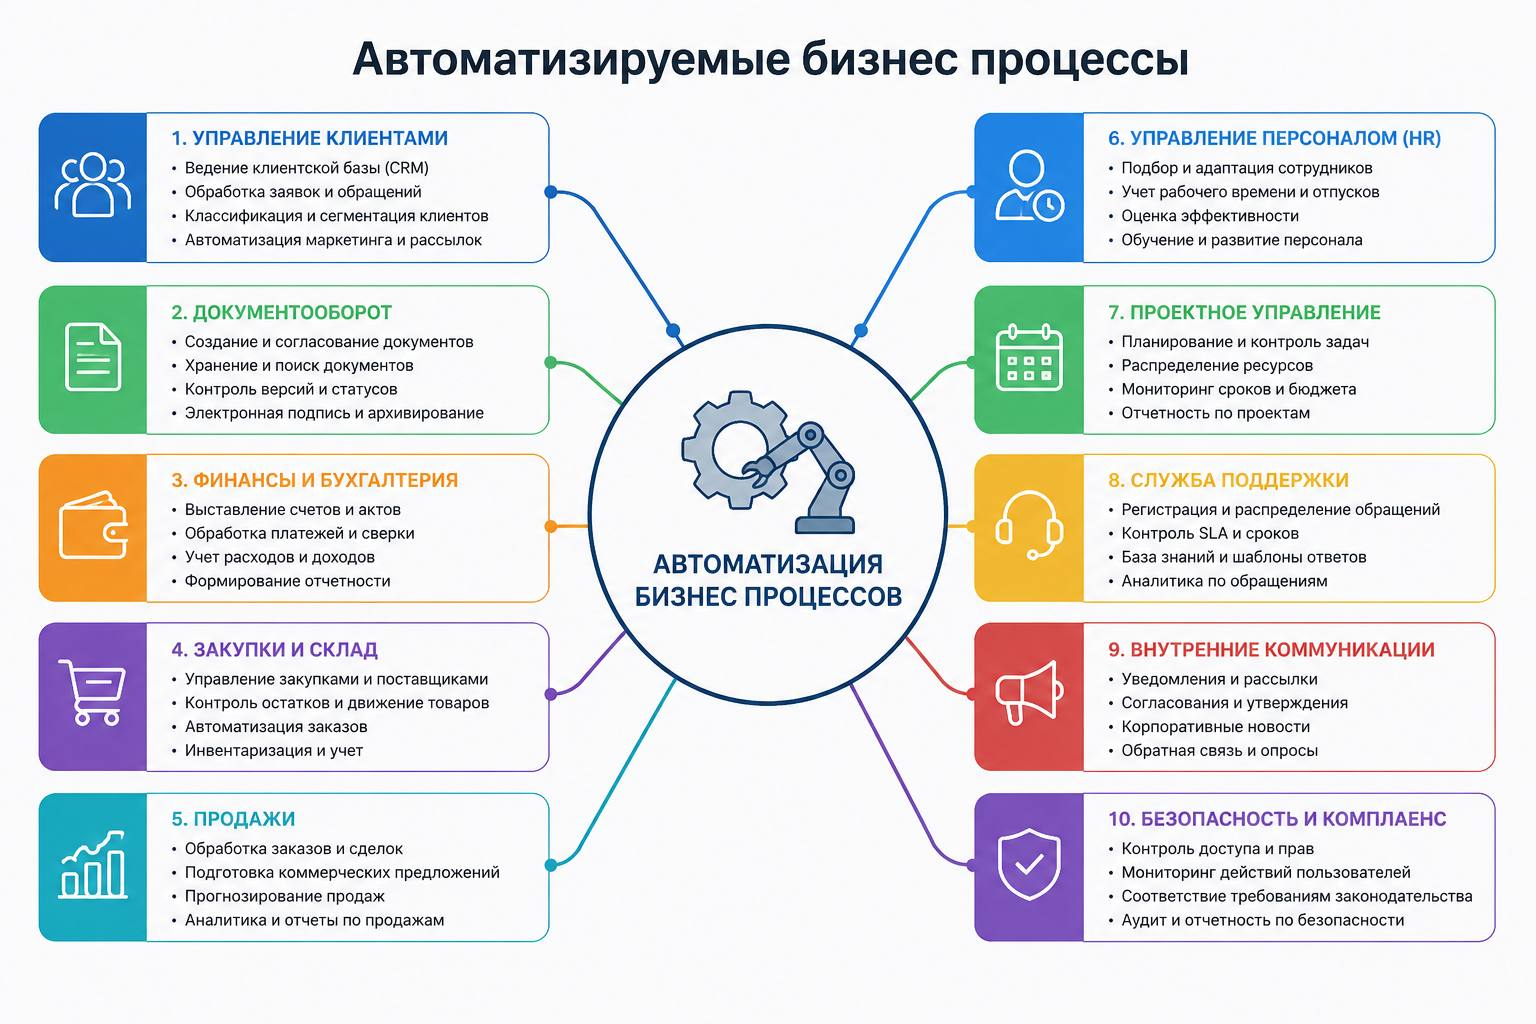 Автоматизируемые бизнес процессы
1. УПРАВЛЕНИЕ КЛИЕНТАМИ
• Ведение клиентской базы (CRM)
• Обработка заявок и обращений
• Классификация и сегментация клиентов
• Автоматизация маркетинга и рассылок
2. ДОКУМЕНТООБОРОТ
• Создание и согласование документов
• Хранение и поиск документов
• Контроль версий и статусов
• Электронная подпись и архивирование
3. ФИНАНСЫ И БУХГАЛТЕРИЯ
• Выставление счетов и актов
• Обработка платежей и сверки
• Учет расходов и доходов
• Формирование отчетности
4. ЗАКУПКИ И СКЛАД
• Управление закупками и поставщиками
• Контроль остатков и движение товаров
• Автоматизация заказов
• Инвентаризация и учет
5. ПРОДАЖИ
• Обработка заказов и сделок
• Подготовка коммерческих предложений
• Прогнозирование продаж
• Аналитика и отчеты по продажам
АВТОМАТИЗАЦИЯ
БИЗНЕС ПРОЦЕССОВ
6. УПРАВЛЕНИЕ ПЕРСОНАЛОМ (HR)
• Подбор и адаптация сотрудников
• Учет рабочего времени и отпусков
• Оценка эффективности
• Обучение и развитие персонала
7. ПРОЕКТНОЕ УПРАВЛЕНИЕ
• Планирование и контроль задач
• Распределение ресурсов
• Мониторинг сроков и бюджета
• Отчетность по проектам
8. СЛУЖБА ПОДДЕРЖКИ
• Регистрация и распределение обращений
• Контроль SLA и сроков
• База знаний и шаблоны ответов
• Аналитика по обращениям
9. ВНУТРЕННИЕ КОММУНИКАЦИИ
• Уведомления и рассылки
• Согласования и утверждения
• Корпоративные новости
• Обратная связь и опросы
10. БЕЗОПАСНОСТЬ И КОМПЛАЕНС
• Контроль доступа и прав
• Мониторинг действий пользователей
• Соответствие требованиям законодательства
• Аудит и отчетность по безопасности